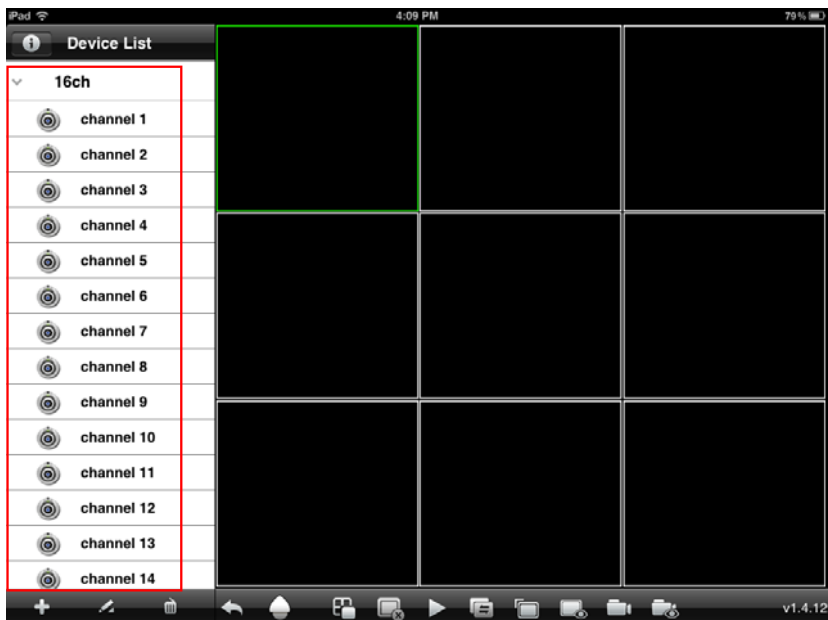 iPad 4:09 PM 79%
Device List
16ch
channel 1
channel 2
channel 3
channel 4
channel 5
channel 6
channel 7
channel 8
channel 9
channel 10
channel 11
channel 12
channel 13
channel 14
v1.4.12